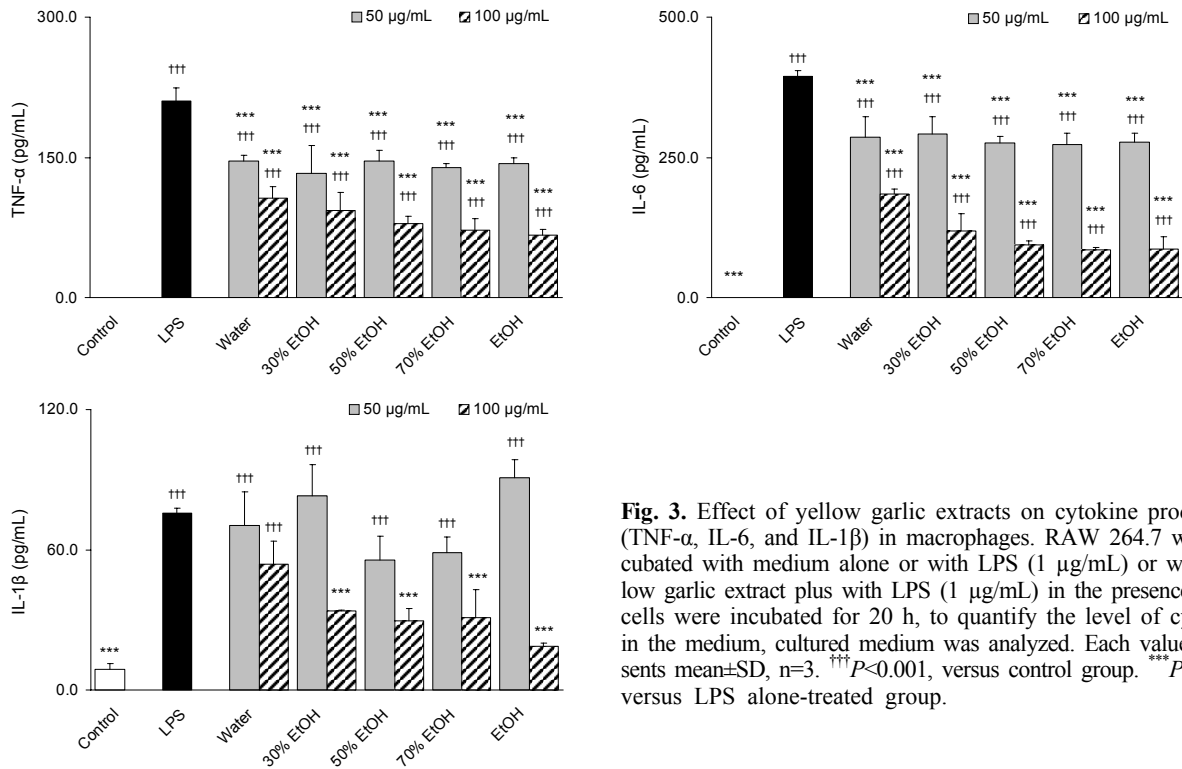 300.0
50 µg/mL 100 µg/mL
†††
TNF-α (pg/mL)
*** *** *** *** ***
††† ††† ††† ††† †††
150.0
*** *** *** *** ***
††† ††† ††† ††† †††
0.0
Control LPS Water 30% EtOH 50% EtOH 70% EtOH EtOH
500.0
50 µg/mL 100 µg/mL
†††
IL-6 (pg/mL)
*** *** *** *** ***
††† ††† ††† ††† †††
250.0
*** *** *** *** ***
††† ††† ††† ††† †††
***
0.0
Control LPS Water 30% EtOH 50% EtOH 70% EtOH EtOH
120.0
50 µg/mL 100 µg/mL
††† ††† ††† ††† ††† †††
IL-1β (pg/mL)
60.0
††† *** *** *** ***
***
0.0
Control LPS Water 30% EtOH 50% EtOH 70% EtOH EtOH
Fig. 3. Effect of yellow garlic extracts on cytokine prod
(TNF-α, IL-6, and IL-1β) in macrophages. RAW 264.7 w
cubated with medium alone or with LPS (1 µg/mL) or w
low garlic extract plus with LPS (1 µg/mL) in the presence
cells were incubated for 20 h, to quantify the level of cy
in the medium, cultured medium was analyzed. Each value
sents mean±SD, n=3. †††P<0.001, versus control group. ***P
versus LPS alone-treated group.